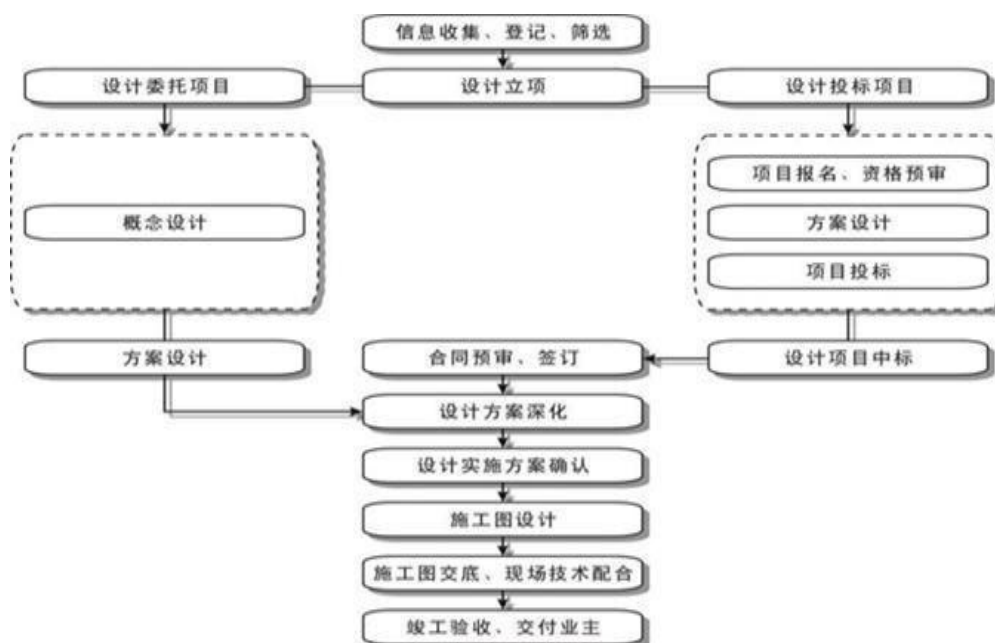 信息收集、登记、筛选
设计委托项目
设计立项
设计投标项目
项目报名、资格预审
概念设计
方案设计
项目投标
方案设计
合同预审、签订
设计项目中标
设计方案深化
设计实施方案确认
施工图设计
施工图交底、现场技术配合
竣工验收、交付业主